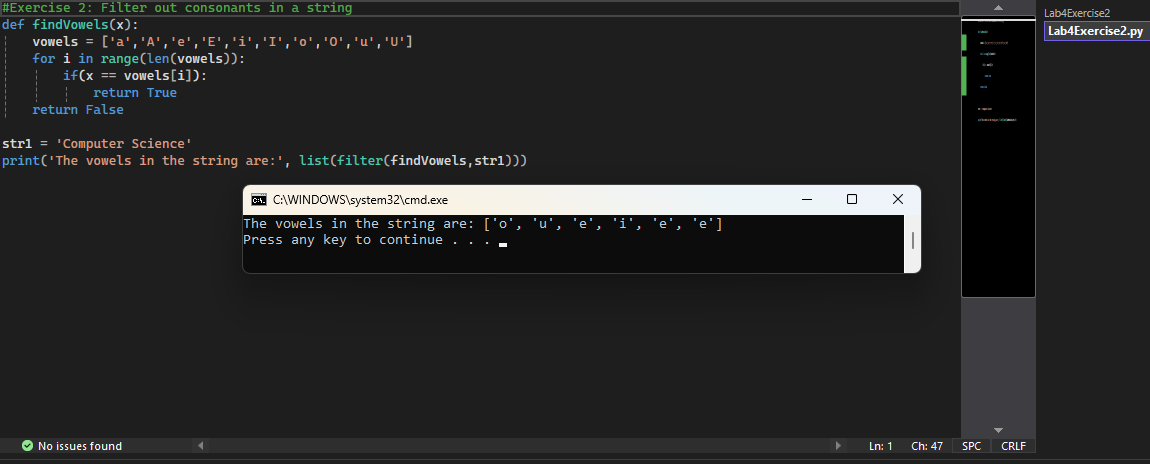 #Exercise 2: Filter out consonants in a string
def findVowels(x):
    vowels = ['a','A','e','E','i','I','o','O','u','U']
    for i in range(len(vowels)):
        if(x == vowels[i]):
            return True
    return False
str1 = 'Computer Science'
print('The vowels in the string are:', list(filter(findVowels,str1)))
C:\WINDOWS\system32\cmd.exe
The vowels in the string are: ['o', 'u', 'e', 'i', 'e', 'e']
Press any key to continue . . .
Lab4Exercise2
Lab4Exercise2.py
No issues found
Ln: 1 Ch: 47 SPC CRLF